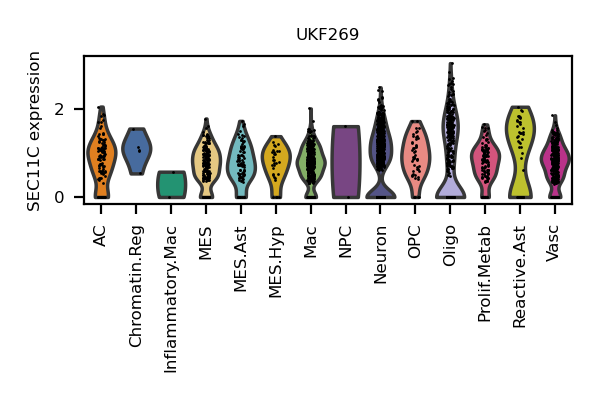 UKF269
SEC11C expression
2
0
AC
Chromatin.Reg
Inflammatory.Mac
MES
MES.Ast
MES.Hyp
Mac
NPC
Neuron
OPC
Oligo
Prolif.Metab
Reactive.Ast
Vasc